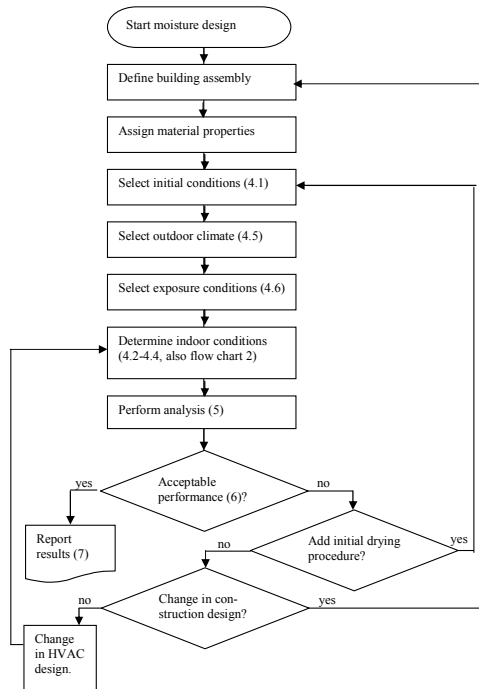 Start moisture design
Define building assembly
Assign material properties
Select initial conditions (4.1)
Select outdoor climate (4.5)
Select exposure conditions (4.6)
Determine indoor conditions
(4.2-4.4, also flow chart 2)
Perform analysis (5)
Acceptable
performance (6)?
yes
no
Report
results (7)
Add initial drying
procedure?
no
yes
Change in con-
struction design?
no
yes
Change
in HVAC
design.